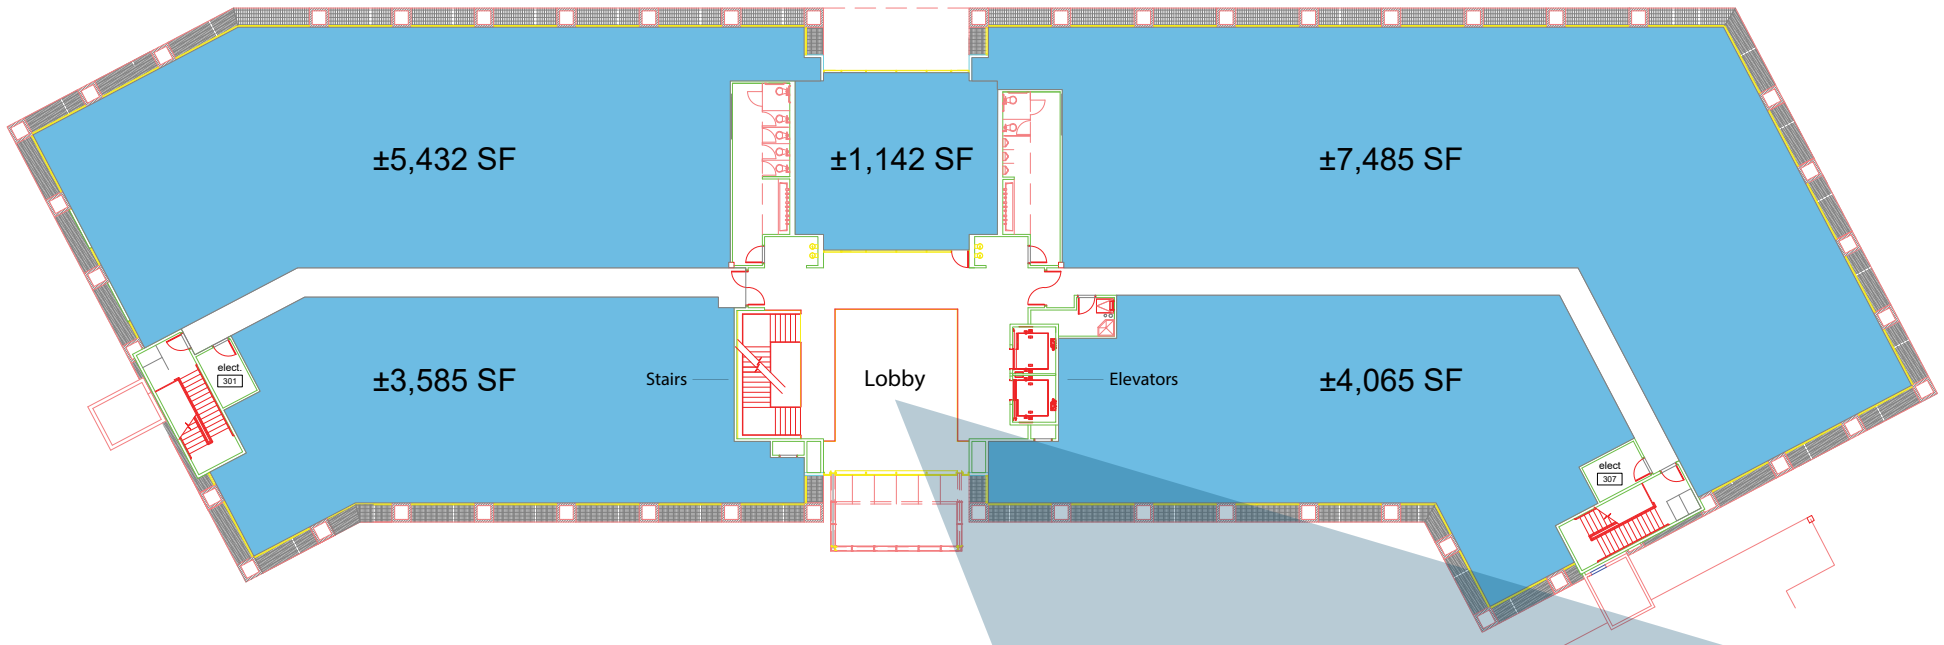 ±5,432 SF
±1,142 SF
±7,485 SF
elect.
301
±3,585 SF
Stairs
Lobby
Elevators
±4,065 SF
elect
307